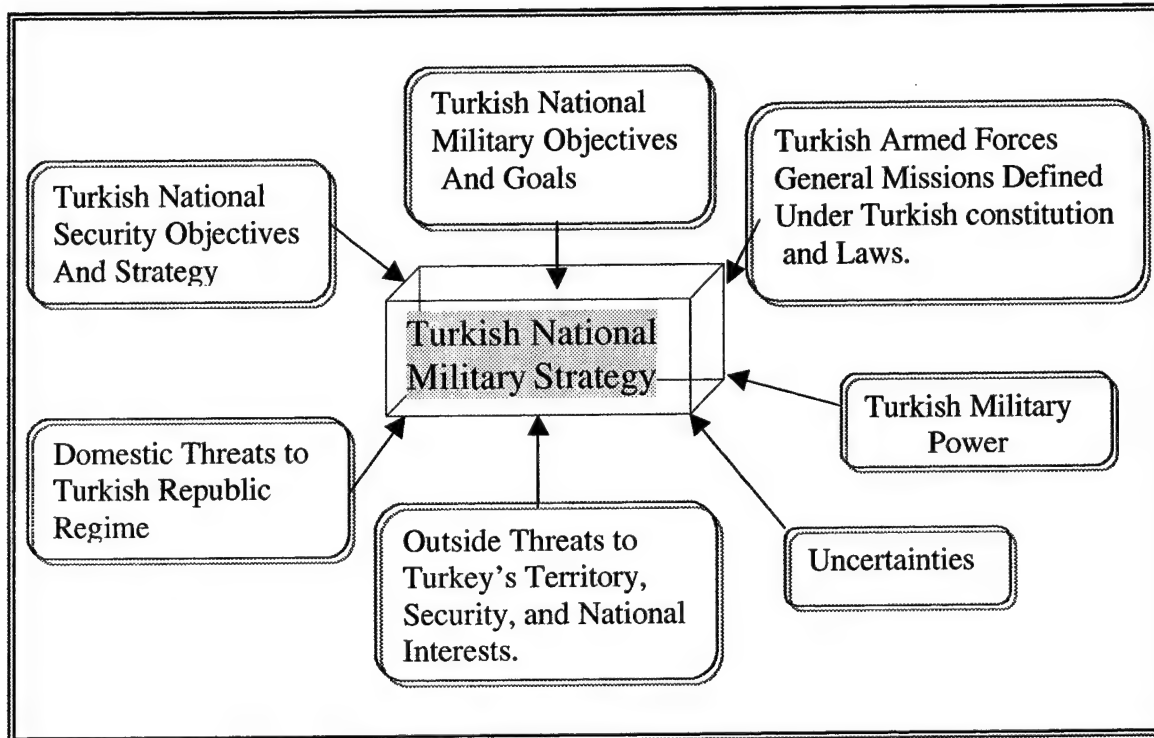 Turkish National
Military Objectives
And Goals
Turkish Armed Forces
General Missions Defined
Under Turkish constitution
and Laws.
Turkish National
Security Objectives
And Strategy
Turkish National
Military Strategy
Turkish Military
Power
Domestic Threats to
Turkish Republic
Regime
Outside Threats to
Turkey's Territory,
Security, and National
Interests.
Uncertainties